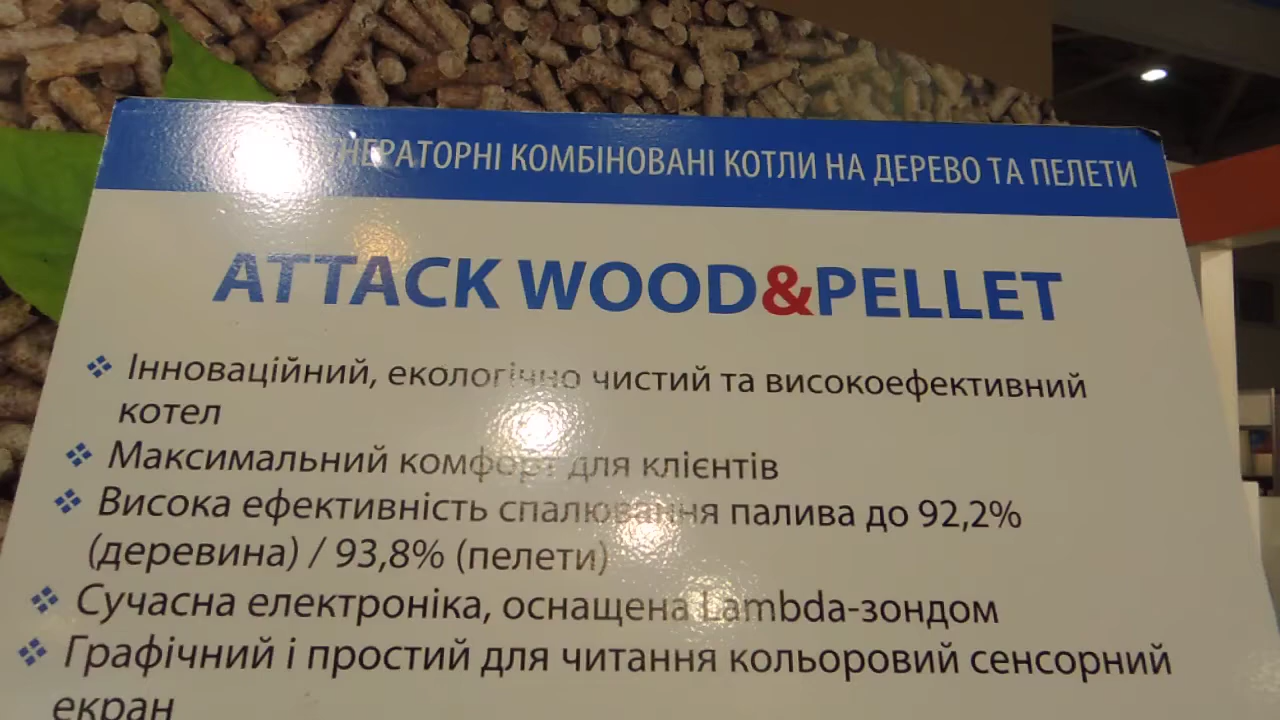 НЕРАТОРНІ КОМБІНОВАНІ КОТЛИ НА ДЕРЕВО ТА ПЕЛЕТИ
ATTACK WOOD&PELLET
Інноваційний, екологічно чистий та високоефективний
котел
Максимальний комфорт для клієнтів
Висока ефективність спалювання палива до 92,2%
(деревина) / 93,8% (пелети)
Сучасна електроніка, оснащена Lambda-зондом
Графічний і простий для читання кольоровий сенсорний
екран